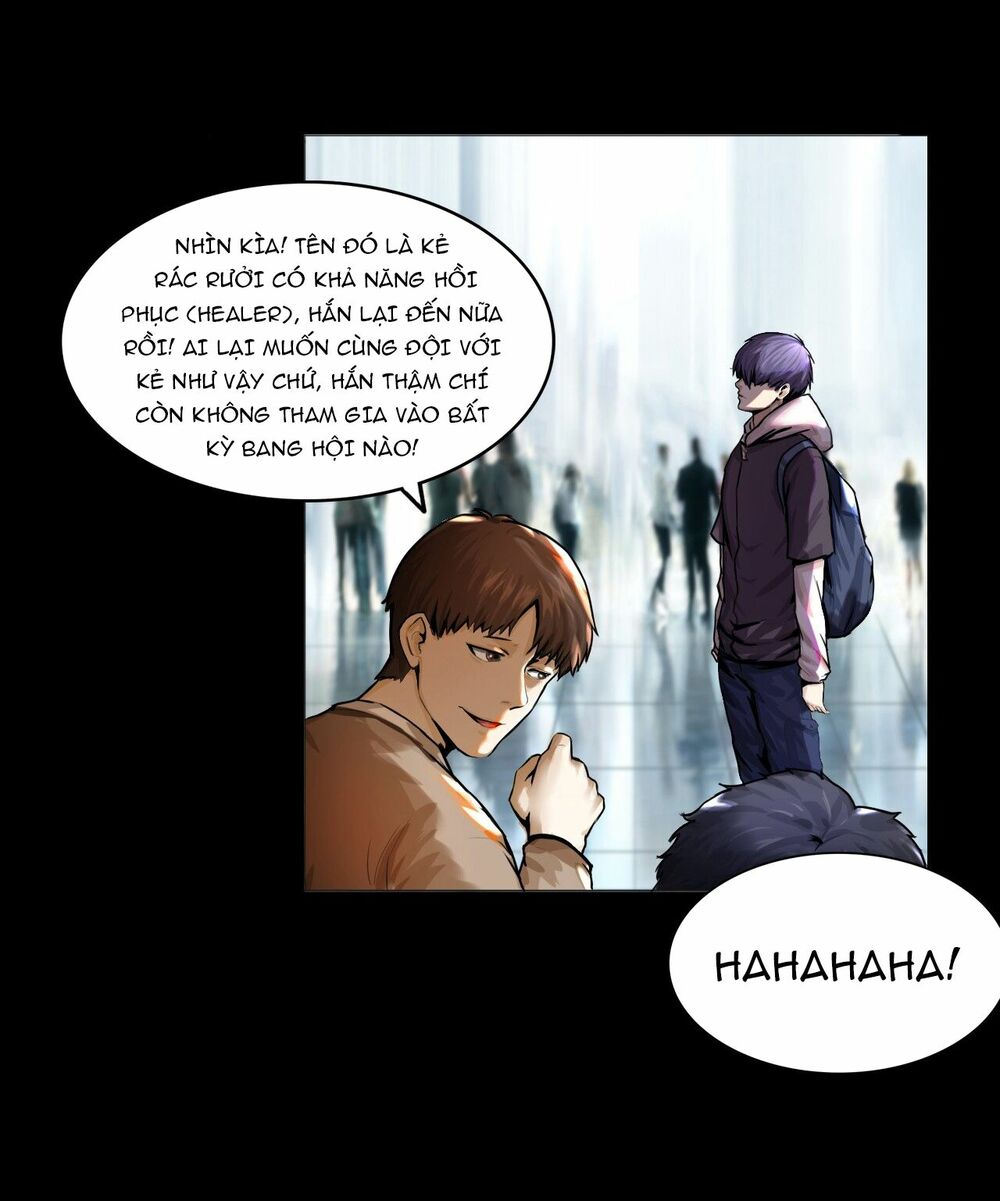 NHÌN KÌA! TÊN ĐÓ LÀ KẺ
RÁC RƯỞI CÓ KHẢ NĂNG HỒI
PHỤC (HEALER), HẮN LẠI ĐẾN NỮA
RỒI! AI LẠI MUỐN CÙNG ĐỘI VỚI
KẺ NHƯ VẬY CHỨ, HẮN THẬM CHÍ
CÒN KHÔNG THAM GIA VÀO BẤT
KỲ BANG HỘI NÀO!
HAHAHAHA!